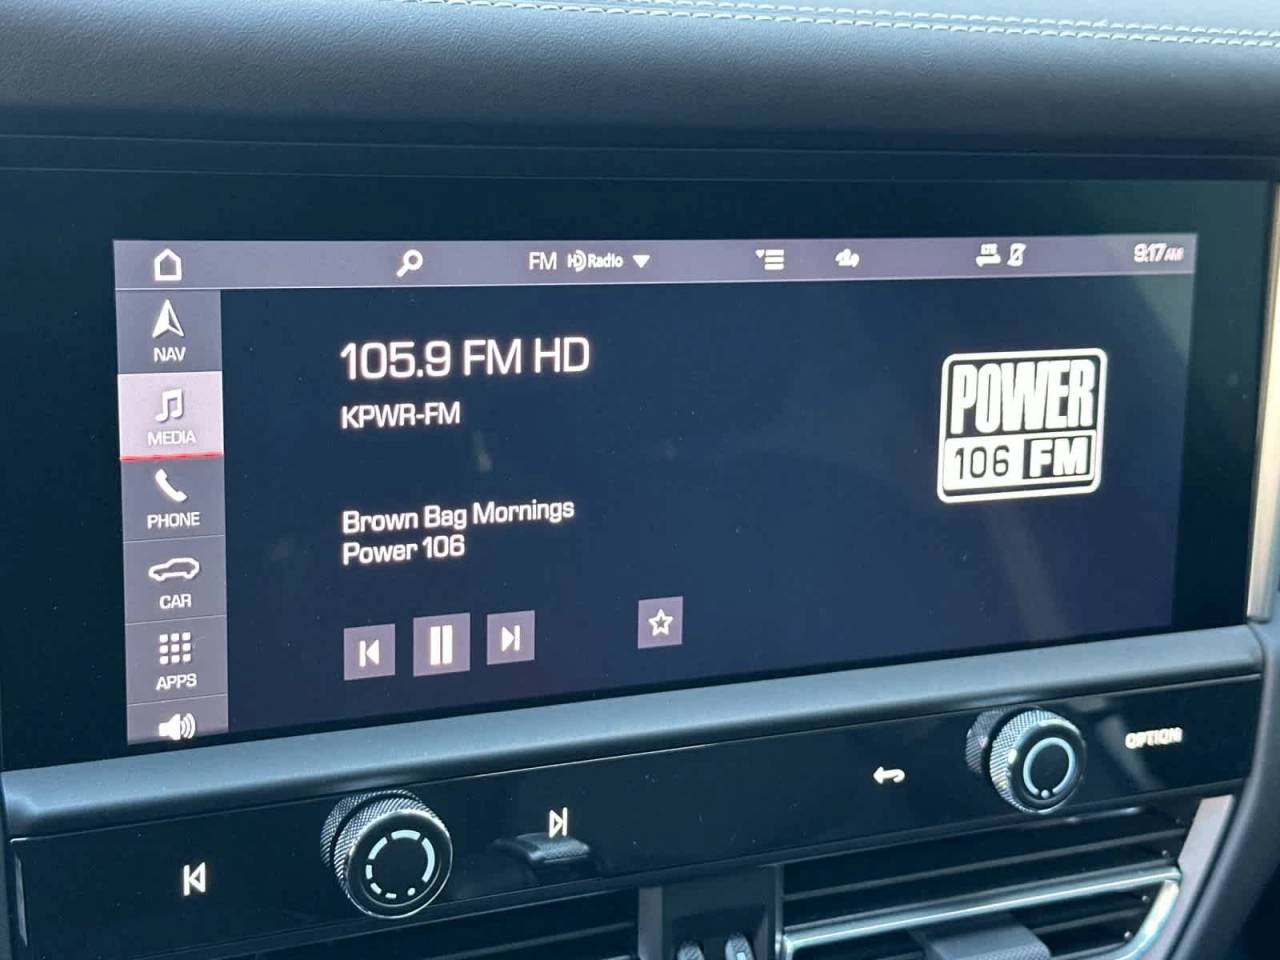 FM HD Radio
LTE
9:17 AM
NAV
MEDIA
PHONE
CAR
APPS
105.9 FM HD
KPWR-FM
POWER
106 FM
Brown Bag Mornings
Power 106
OPTION